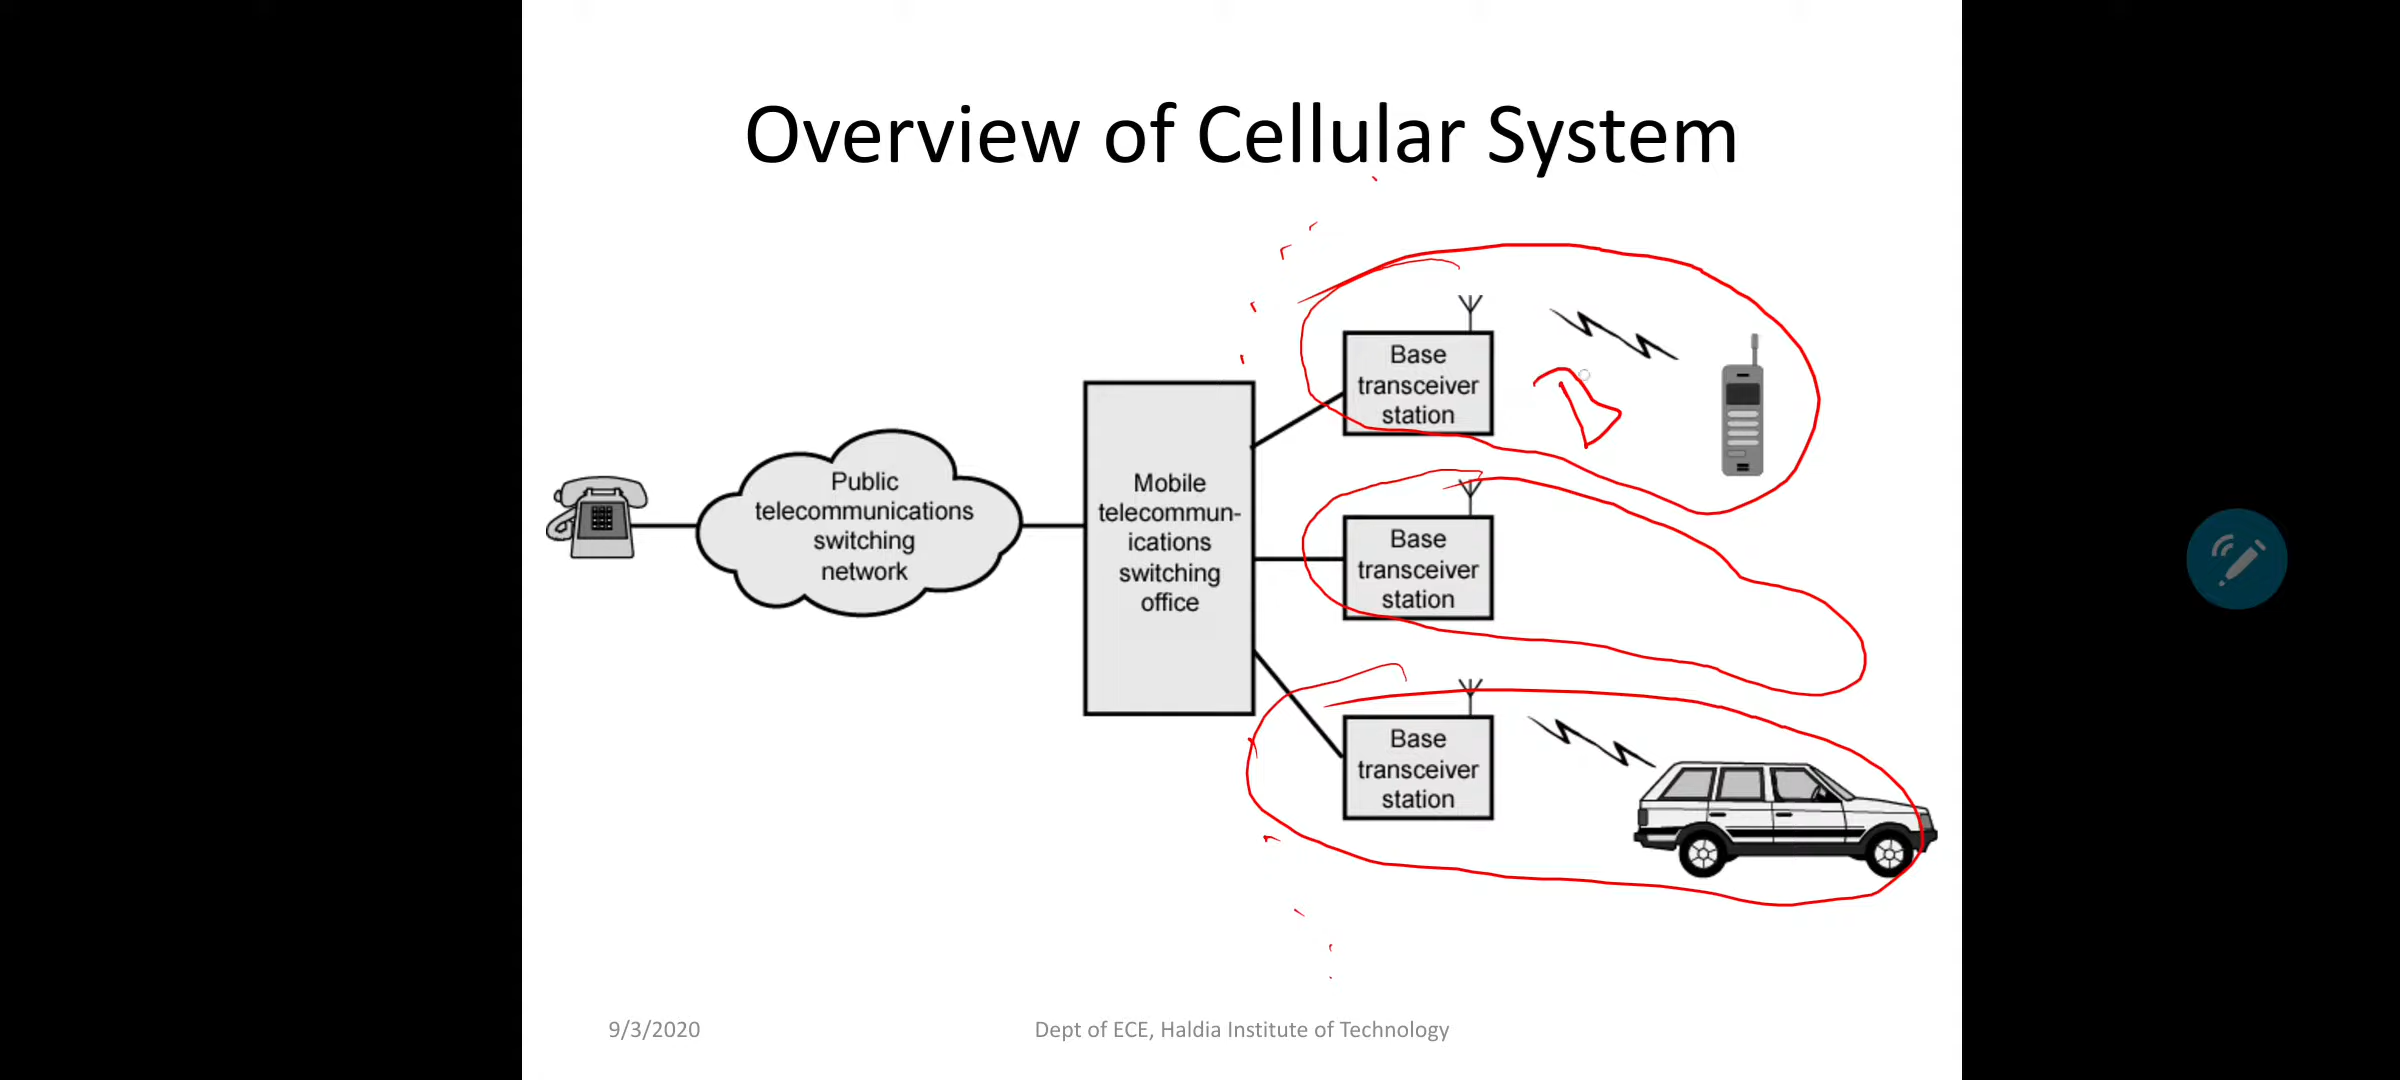 Overview of Cellular System
Public
telecommunications
switching
network
Mobile
telecommun-
ications
switching
office
Base
transceiver
station
Base
transceiver
station
Base
transceiver
station
9/3/2020
Dept of ECE, Haldia Institute of Technology